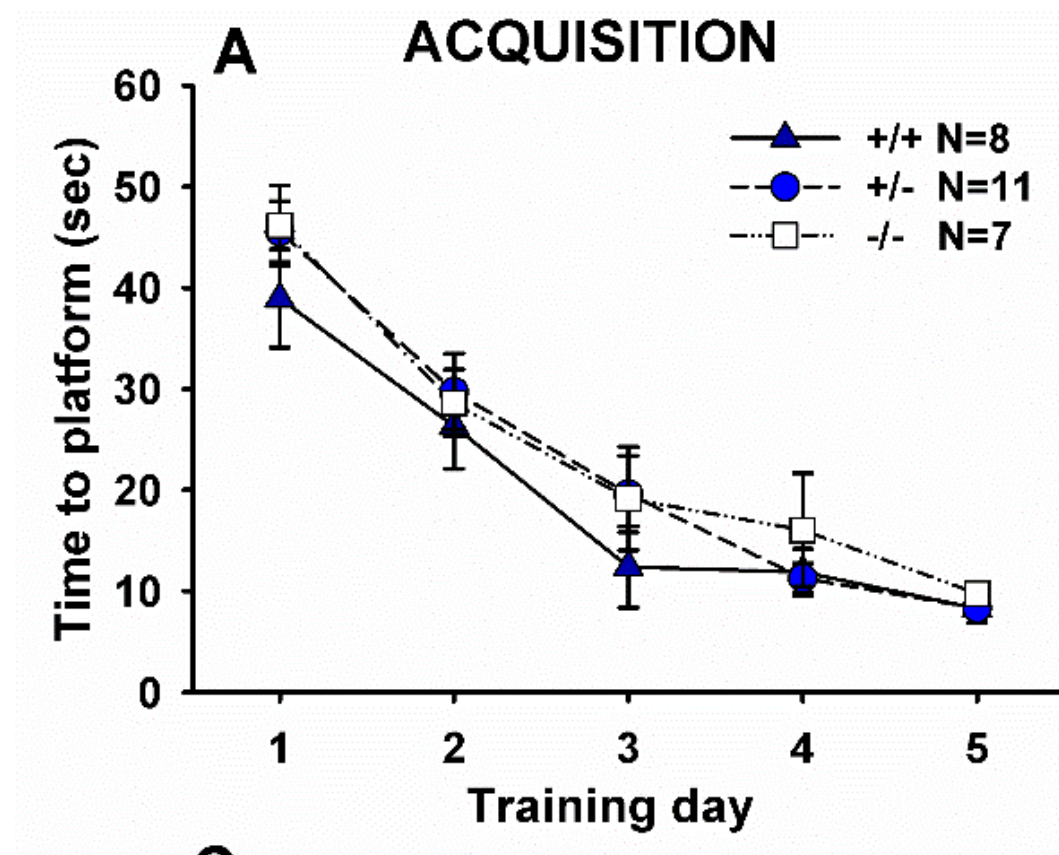 A ACQUISITION
60
50
40
30
20
10
0
Time to platform (sec)
+/+ N=8
+/- N=11
-/- N=7
1 2 3 4 5
Training day